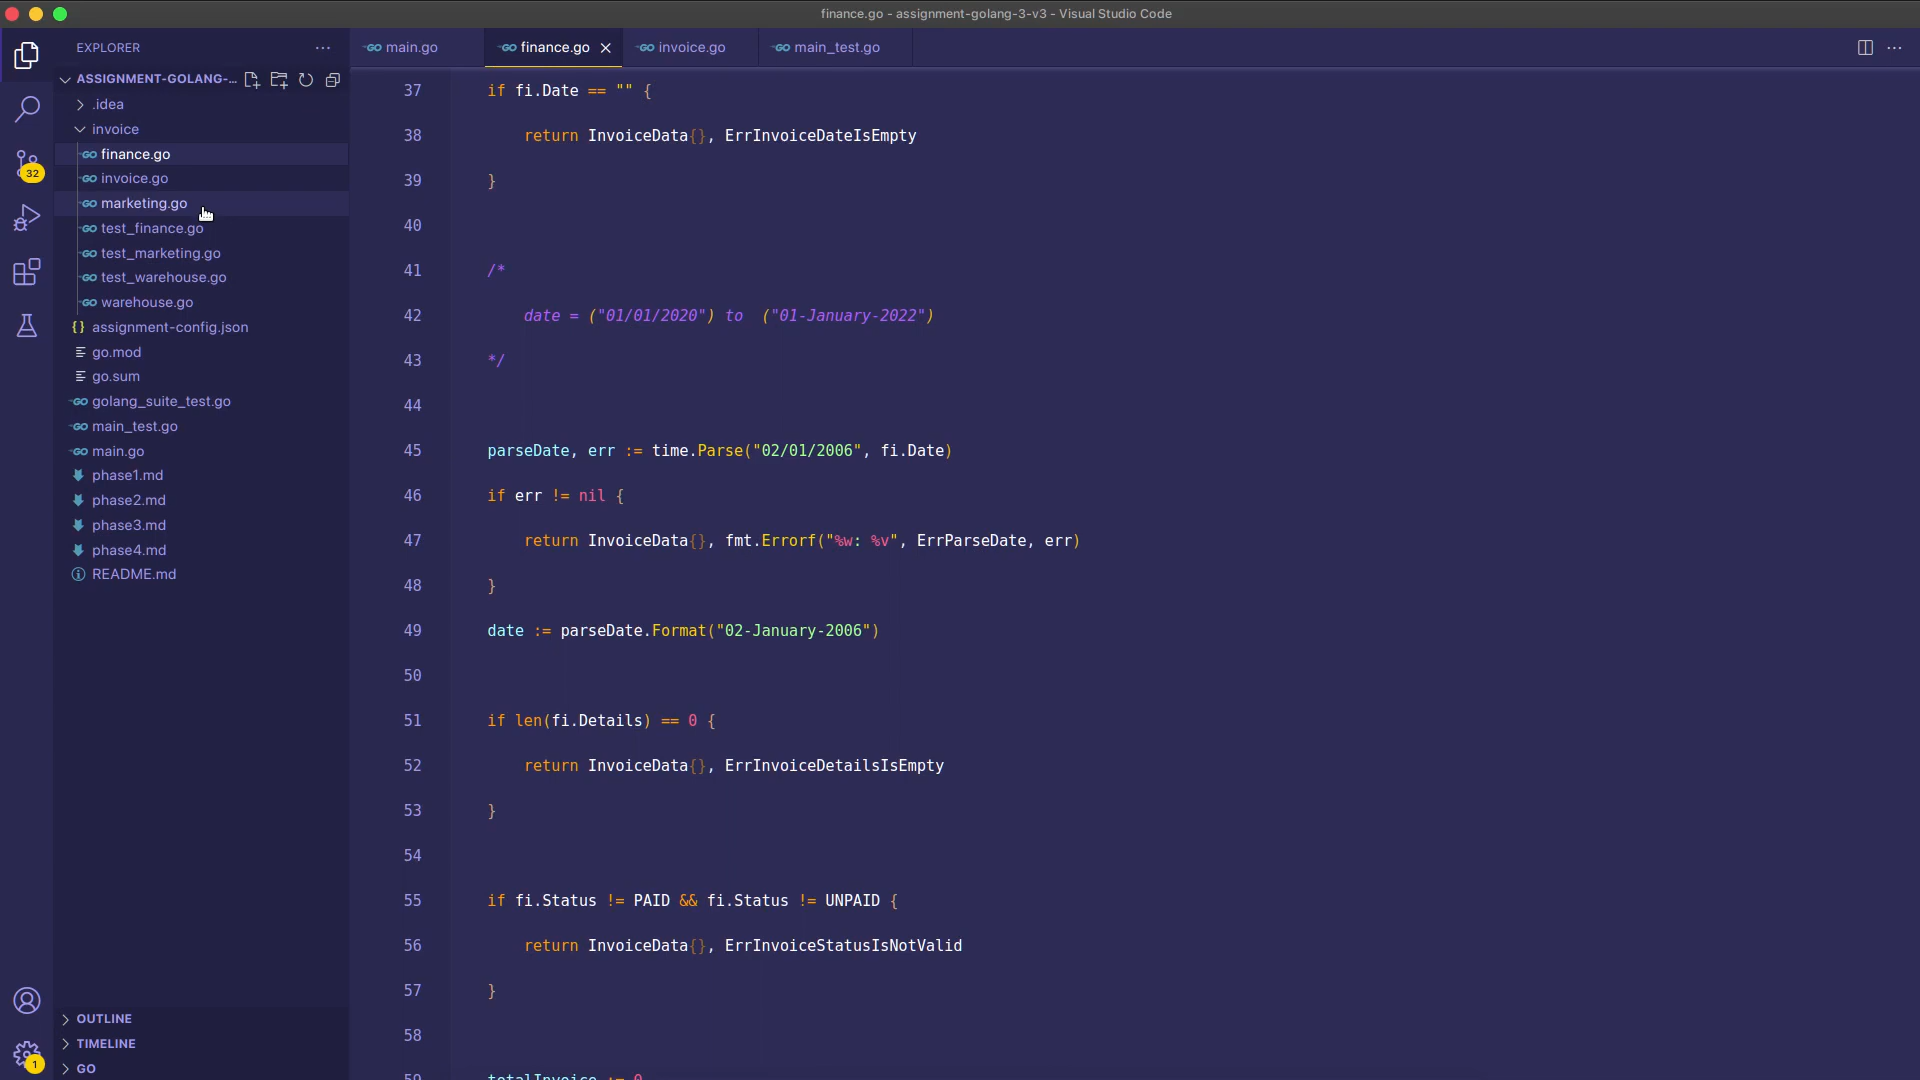 finance.go - assignment-golang-3-v3 - Visual Studio Code
EXPLORER
main.go
finance.go
invoice.go
main_test.go
ASSIGNMENT-GOLANG-...
.idea
invoice
finance.go
invoice.go
marketing.go
test_finance.go
test_marketing.go
test_warehouse.go
warehouse.go
assignment-config.json
go.mod
go.sum
golang_suite_test.go
main_test.go
main.go
phase1.md
phase2.md
phase3.md
phase4.md
README.md
OUTLINE
TIMELINE
GO
32
1
37 if fi.Date == "" {
38 return InvoiceData{}, ErrInvoiceDateIsEmpty
39 }
40
41 /*
42 date = ("01/01/2020") to  ("01-January-2022")
43 */
44
45 parseDate, err := time.Parse("02/01/2006", fi.Date)
46 if err != nil {
47 return InvoiceData{}, fmt.Errorf("%w: %v", ErrParseDate, err)
48 }
49 date := parseDate.Format("02-January-2006")
50
51 if len(fi.Details) == 0 {
52 return InvoiceData{}, ErrInvoiceDetailsIsEmpty
53 }
54
55 if fi.Status != PAID && fi.Status != UNPAID {
56 return InvoiceData{}, ErrInvoiceStatusIsNotValid
57 }
58
59 totalInvoice := 0